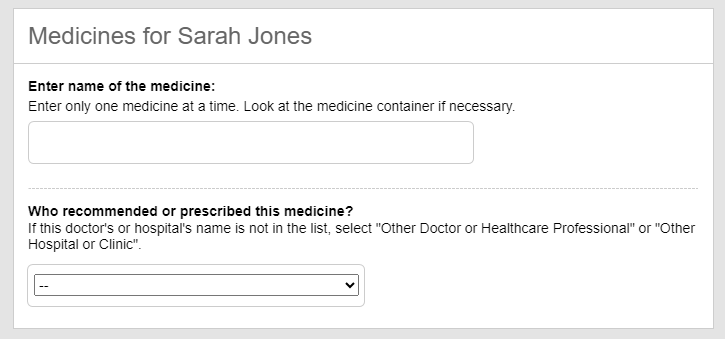 Medicines for Sarah Jones
Enter name of the medicine:
Enter only one medicine at a time. Look at the medicine container if necessary.
Who recommended or prescribed this medicine?
If this doctor's or hospital's name is not in the list, select "Other Doctor or Healthcare Professional" or "Other
Hospital or Clinic".
--